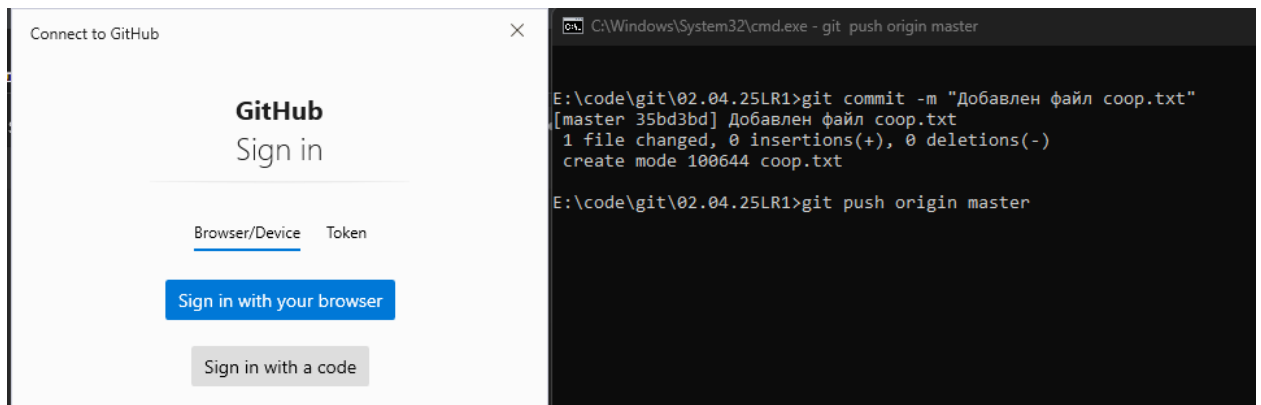 Connect to GitHub
GitHub
Sign in
Browser/Device Token
Sign in with your browser
Sign in with a code
C:\Windows\System32\cmd.exe - git push origin master
E:\code\git\02.04.25LR1>git commit -m "Добавлен файл coop.txt"
[master 35bd3bd] Добавлен файл coop.txt
1 file changed, 0 insertions(+), 0 deletions(-)
create mode 100644 coop.txt
E:\code\git\02.04.25LR1>git push origin master